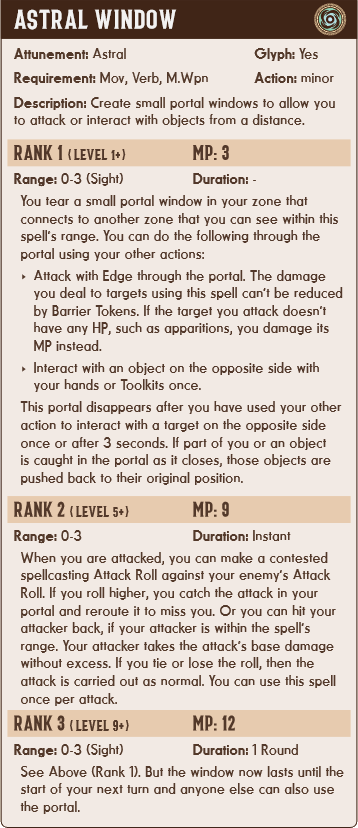 ASTRAL WINDOW
Attunement: Astral Glyph: Yes
Requirement: Mov, Verb, M.Wpn Action: minor
Description: Create small portal windows to allow you
to attack or interact with objects from a distance.
RANK 1 (LEVEL 1+) MP: 3
Range: 0-3 (Sight) Duration: -
You tear a small portal window in your zone that
connects to another zone that you can see within this
spell's range. You can do the following through the
portal using your other actions:
‣ Attack with Edge through the portal. The damage
you deal to targets using this spell can't be reduced
by Barrier Tokens. If the target you attack doesn't
have any HP, such as apparitions, you damage its
MP instead.
‣ Interact with an object on the opposite side with
your hands or Toolkits once.
This portal disappears after you have used your other
action to interact with a target on the opposite side
once or after 3 seconds. If part of you or an object
is caught in the portal as it closes, those objects are
pushed back to their original position.
RANK 2 (LEVEL 5+) MP: 9
Range: 0-3 Duration: Instant
When you are attacked, you can make a contested
spellcasting Attack Roll against your enemy's Attack
Roll. If you roll higher, you catch the attack in your
portal and reroute it to miss you. Or you can hit your
attacker back, if your attacker is within the spell's
range. Your attacker takes the attack's base damage
without excess. If you tie or lose the roll, then the
attack is carried out as normal. You can use this spell
once per attack.
RANK 3 (LEVEL 9+) MP: 12
Range: 0-3 (Sight) Duration: 1 Round
See Above (Rank 1). But the window now lasts until the
start of your next turn and anyone else can also use
the portal.